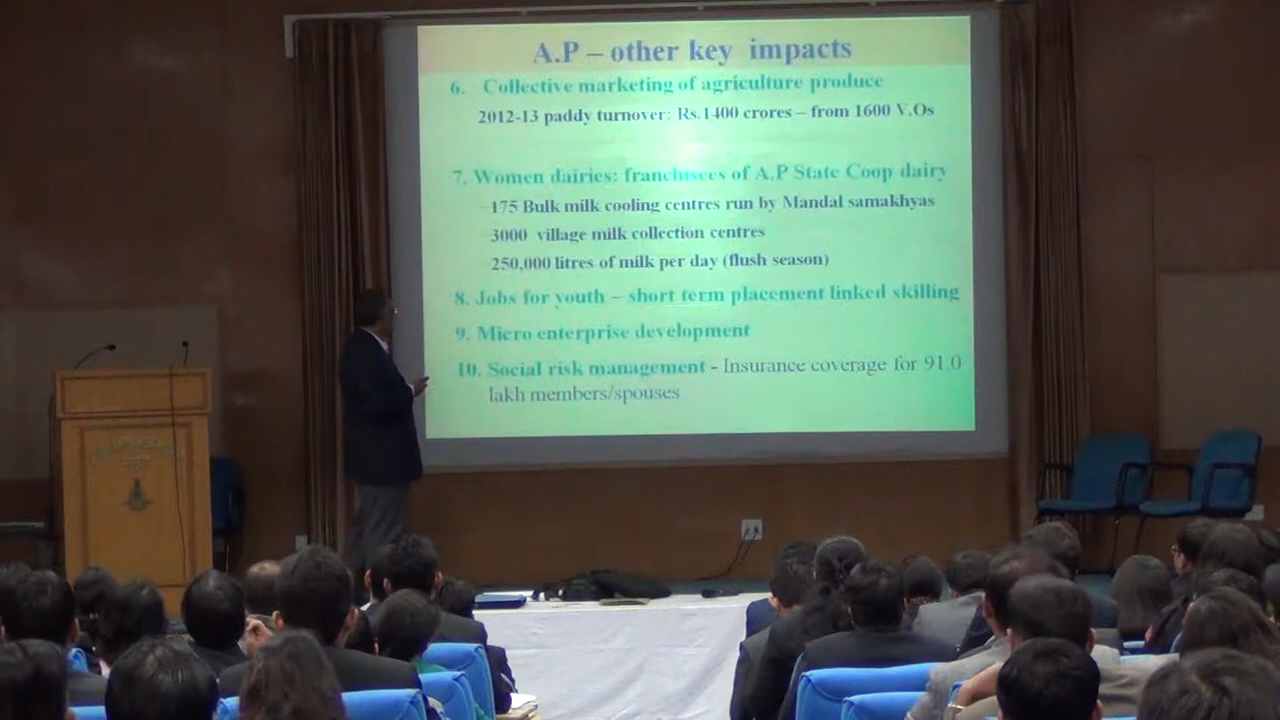 A.P – other key impacts
6. Collective marketing of agriculture produce
2012-13 paddy turnover: Rs.1400 crores – from 1600 V.Os
7. Women dairies: franchisees of A.P State Coop dairy
–175 Bulk milk cooling centres run by Mandal samakhyas
–3000 village milk collection centres
–250,000 litres of milk per day (flush season)
8. Jobs for youth – short term placement linked skilling
9. Micro enterprise development
10. Social risk management - Insurance coverage for 91.0
lakh members/spouses